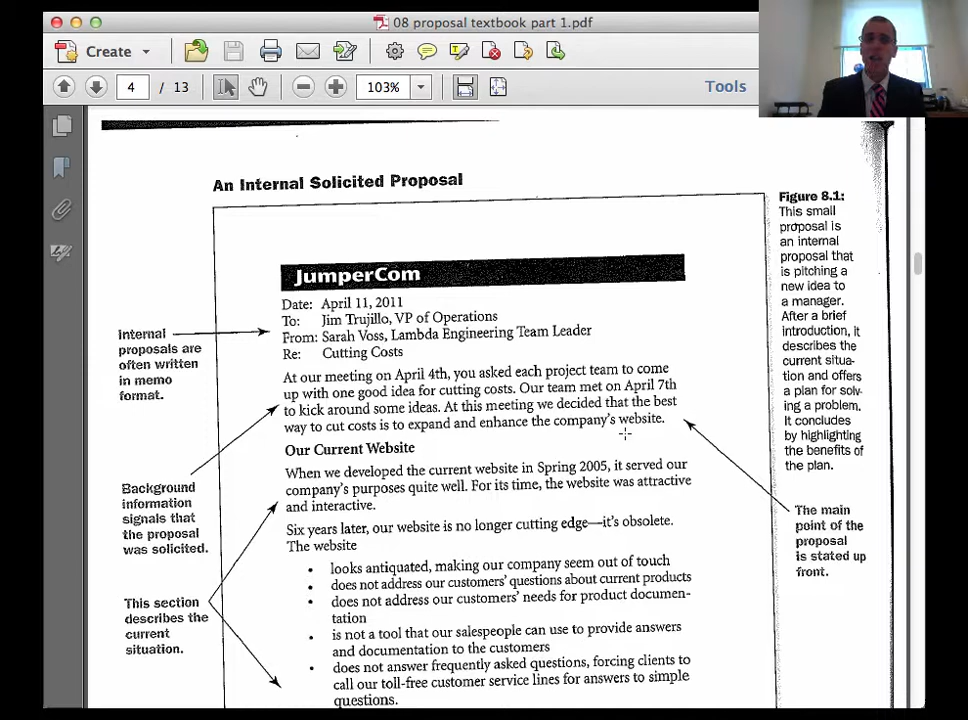 08 proposal textbook part 1.pdf
Create
4 / 13
103%
Tools
An Internal Solicited Proposal
JumperCom
Date: April 11, 2011
To: Jim Trujillo, VP of Operations
From: Sarah Voss, Lambda Engineering Team Leader
Re: Cutting Costs
At our meeting on April 4th, you asked each project team to come
up with one good idea for cutting costs. Our team met on April 7th
to kick around some ideas. At this meeting we decided that the best
way to cut costs is to expand and enhance the company's website.
Our Current Website
When we developed the current website in Spring 2005, it served our
company's purposes quite well. For its time, the website was attractive
and interactive.
Six years later, our website is no longer cutting edge—it's obsolete.
The website
• looks antiquated, making our company seem out of touch
• does not address our customers' questions about current products
• does not address our customers' needs for product documen-
tation
• is not a tool that our salespeople can use to provide answers
and documentation to the customers
• does not answer frequently asked questions, forcing clients to
call our toll-free customer service lines for answers to simple
questions.
Internal
proposals are
often written
in memo
format.
Background
information
signals that
the proposal
was solicited.
This section
describes the
current
situation.
Figure 8.1:
This small
proposal is
an internal
proposal that
is pitching a
new idea to
a manager.
After a brief
introduction, it
describes the
current situa-
tion and offers
a plan for solv-
ing a problem.
It concludes
by highlighting
the benefits of
the plan.
The main
point of the
proposal
is stated up
front.